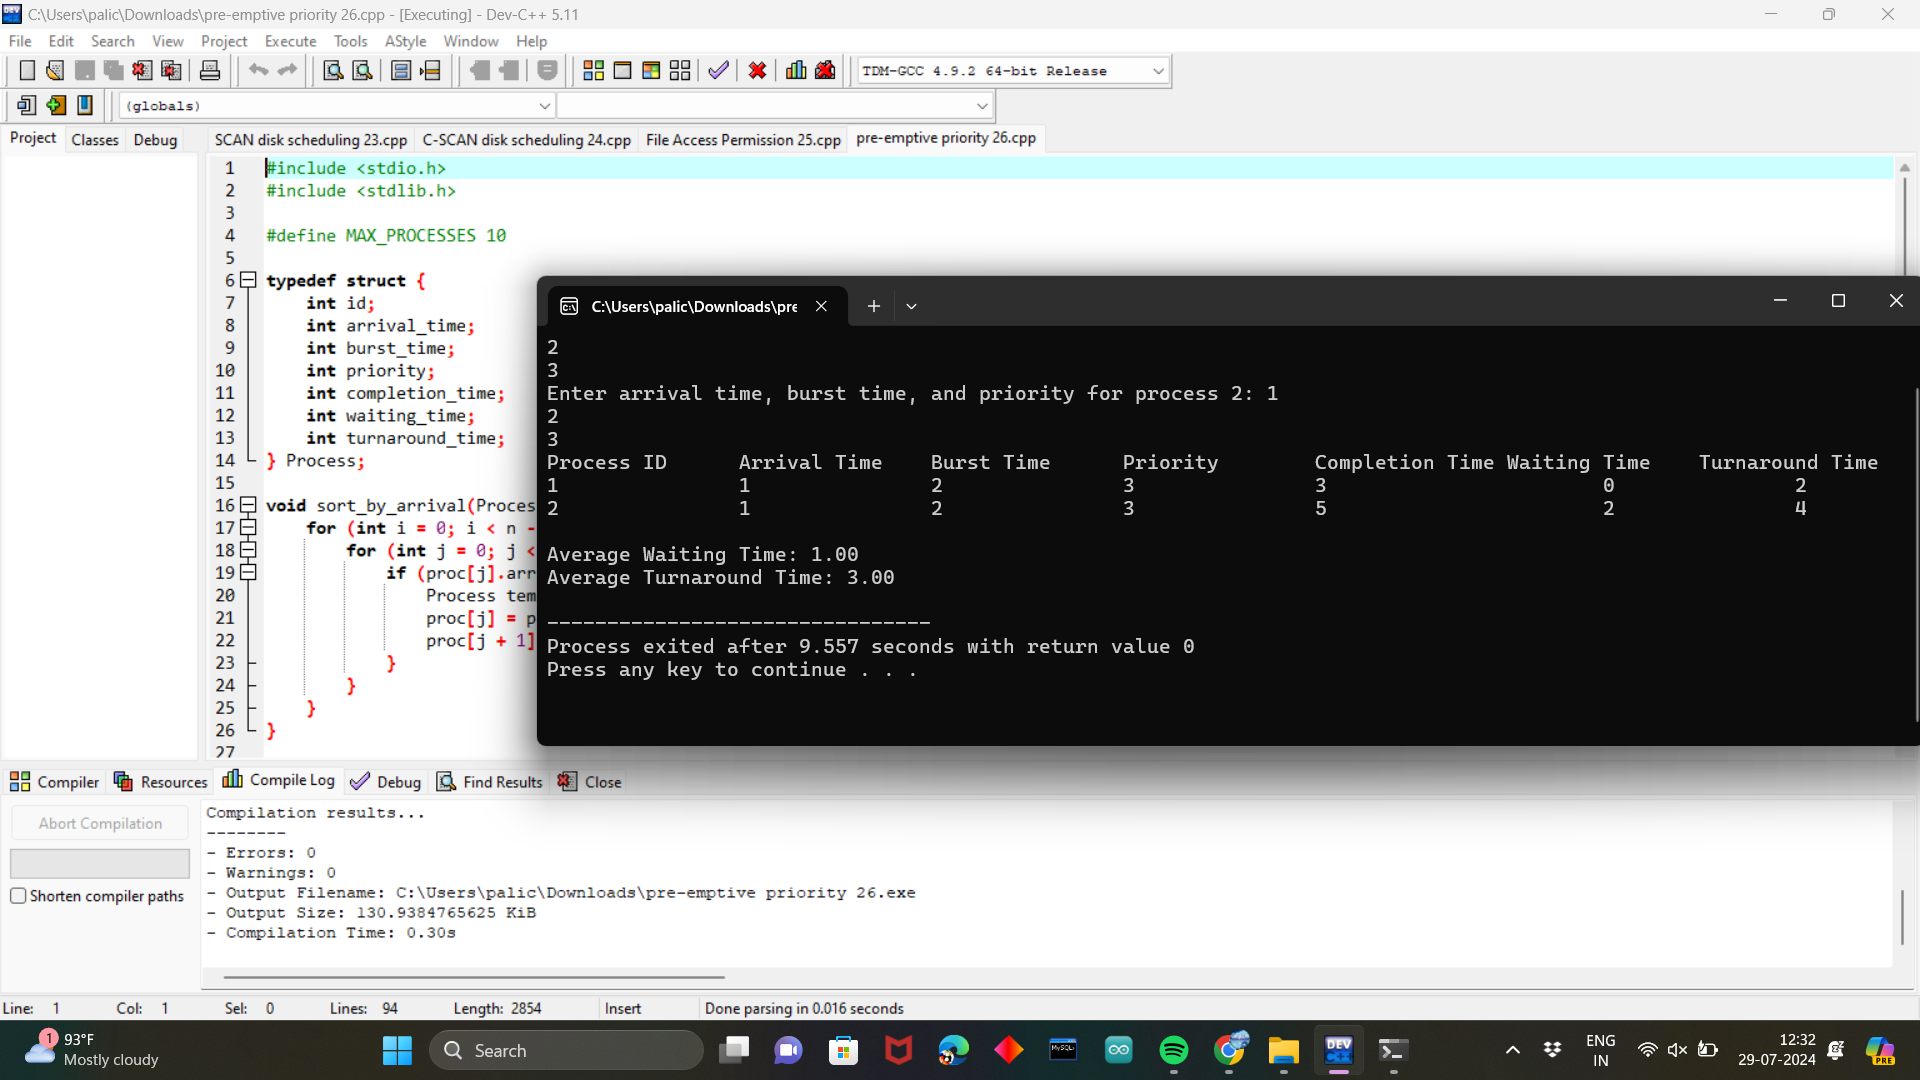 C:\Users\palic\Downloads\pre-emptive priority 26.cpp - [Executing] - Dev-C++ 5.11
File Edit Search View Project Execute Tools AStyle Window Help
TDM-GCC 4.9.2 64-bit Release
(globals)
Project Classes Debug
SCAN disk scheduling 23.cpp C-SCAN disk scheduling 24.cpp File Access Permission 25.cpp pre-emptive priority 26.cpp
1 #include <stdio.h>
2 #include <stdlib.h>
3
4 #define MAX_PROCESSES 10
5
6 typedef struct {
7 int id;
8 int arrival_time;
9 int burst_time;
10 int priority;
11 int completion_time;
12 int waiting_time;
13 int turnaround_time;
14 } Process;
15
16 void sort_by_arrival(Proces
17 for (int i = 0; i < n -
18 for (int j = 0; j <
19 if (proc[j].arr
20 Process tem
21 proc[j] = p
22 proc[j + 1]
23 }
24 }
25 }
26 }
27
C:\Users\palic\Downloads\pre
2
3
Enter arrival time, burst time, and priority for process 2: 1
2
3
Process ID Arrival Time Burst Time Priority Completion Time Waiting Time Turnaround Time
1 1 2 3 3 0 2
2 1 2 3 5 2 4
Average Waiting Time: 1.00
Average Turnaround Time: 3.00
--------------------------------
Process exited after 9.557 seconds with return value 0
Press any key to continue . . .
Compiler Resources Compile Log Debug Find Results Close
Abort Compilation
Shorten compiler paths
Compilation results...
--------
- Errors: 0
- Warnings: 0
- Output Filename: C:\Users\palic\Downloads\pre-emptive priority 26.exe
- Output Size: 130.9384765625 KiB
- Compilation Time: 0.30s
Line: 1 Col: 1 Sel: 0 Lines: 94 Length: 2854 Insert Done parsing in 0.016 seconds
1
93°F
Mostly cloudy
Search
MySQL
DEV
C++
ENG
IN
12:32
29-07-2024
PRE